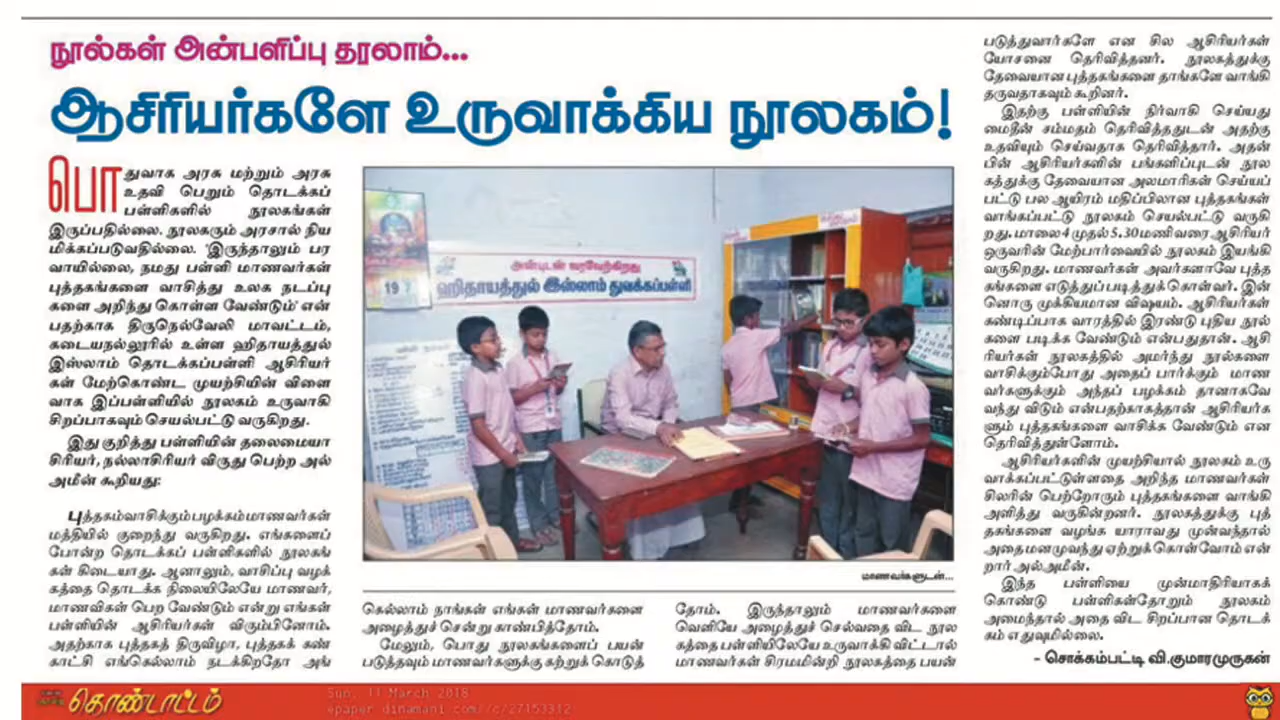 நூல்கள் அன்பளிப்பு தரலாம்...
ஆசிரியர்களே உருவாக்கிய நூலகம்!
பொதுவாக அரசு மற்றும் அரசு
உதவி பெறும் தொடக்கப்
பள்ளிகளில் நூலகங்கள்
இருப்பதில்லை. நூலகரும் அரசால் நிய
மிக்கப்படுவதில்லை. 'இருந்தாலும் பர
வாயில்லை, நமது பள்ளி மாணவர்கள்
புத்தகங்களை வாசித்து உலக நடப்பு
களை அறிந்து கொள்ள வேண்டும்' என்
பதற்காக திருநெல்வேலி மாவட்டம்,
கடையநல்லூரில் உள்ள ஹிதாயத்துல்
இஸ்லாம் தொடக்கப்பள்ளி ஆசிரியர்
கள் மேற்கொண்ட முயற்சியின் விளை
வாக இப்பள்ளியில் நூலகம் உருவாகி
சிறப்பாகவும் செயல்பட்டு வருகிறது.
இது குறித்து பள்ளியின் தலைமையா
சிரியர், நல்லாசிரியர் விருது பெற்ற அல்
அமீன் கூறியது:
புத்தகம்வாசிக்கும்பழக்கம்மாணவர்கள்
மத்தியில் குறைந்து வருகிறது. எங்களைப்
போன்ற தொடக்கப் பள்ளிகளில் நூலகங்
கள் கிடையாது. ஆனாலும், வாசிப்பு வழக்
கத்தை தொடக்க நிலையிலேயே மாணவர்,
மாணவிகள் பெற வேண்டும் என்று எங்கள்
பள்ளியின் ஆசிரியர்கள் விரும்பினோம்.
அதற்காக புத்தகத் திருவிழா, புத்தகக் கண்
காட்சி எங்கெல்லாம் நடக்கிறதோ அங்
அன்புடன் வரவேற்கிறது
ஹிதாயத்துல் இஸ்லாம் துவக்கப்பள்ளி
19
மாணவர்களுடன்...
கெல்லாம் நாங்கள் எங்கள் மாணவர்களை
அழைத்துச் சென்று காண்பித்தோம்.
மேலும், பொது நூலகங்களைப் பயன்
படுத்தவும் மாணவர்களுக்கு கற்றுக் கொடுத்
தோம். இருந்தாலும் மாணவர்களை
வெளியே அழைத்துச் செல்வதை விட நூல
கத்தை பள்ளியிலேயே உருவாக்கி விட்டால்
மாணவர்கள் சிரமமின்றி நூலகத்தை பயன்
படுத்துவார்களே என சில ஆசிரியர்கள்
யோசனை தெரிவித்தனர். நூலகத்துக்கு
தேவையான புத்தகங்களை தாங்களே வாங்கி
தருவதாகவும் கூறினர்.
இதற்கு பள்ளியின் நிர்வாகி செய்யது
மைதீன் சம்மதம் தெரிவித்ததுடன் அதற்கு
உதவியும் செய்வதாக தெரிவித்தார். அதன்
பின் ஆசிரியர்களின் பங்களிப்புடன் நூல
கத்துக்கு தேவையான அலமாரிகள் செய்யப்
பட்டு பல ஆயிரம் மதிப்பிலான புத்தகங்கள்
வாங்கப்பட்டு நூலகம் செயல்பட்டு வருகி
றது. மாலை 4 முதல் 5.30 மணி வரை ஆசிரியர்
ஒருவரின் மேற்பார்வையில் நூலகம் இயங்கி
வருகிறது. மாணவர்கள் அவர்களாவே புத்த
கங்களை எடுத்துப் படித்துக் கொள்வர். இன்
னொரு முக்கியமான விஷயம். ஆசிரியர்கள்
கண்டிப்பாக வாரத்தில் இரண்டு புதிய நூல்
களை படிக்க வேண்டும் என்பதுதான். ஆசி
ரியர்கள் நூலகத்தில் அமர்ந்து நூல்களை
வாசிக்கும்போது அதைப் பார்க்கும் மாண
வர்களுக்கும் அந்தப் பழக்கம் தானாகவே
வந்து விடும் என்பதற்காகத்தான் ஆசிரியர்க
ளும் புத்தகங்களை வாசிக்க வேண்டும் என
தெரிவித்துள்ளோம்.
ஆசிரியர்களின் முயற்சியால் நூலகம் உரு
வாக்கப்பட்டுள்ளதை அறிந்த மாணவர்கள்
சிலரின் பெற்றோரும் புத்தகங்களை வாங்கி
அளித்து வருகின்றனர். நூலகத்துக்கு புத்
தகங்களை வழங்க யாராவது முன்வந்தால்
அதை மனமுவந்து ஏற்றுக் கொள்வோம் என்
றார் அல்அமீன்.
இந்த பள்ளியை முன்மாதிரியாகக்
கொண்டு பள்ளிகள்தோறும் நூலகம்
அமைந்தால் அதை விட சிறப்பான தொடக்
கம் எதுவுமில்லை.
- சொக்கம்பட்டி வி.குமாரமுருகன்
கொண்டாட்டம்
Sun, 11 March 2018
epaper.dinamani.com//c/27153312